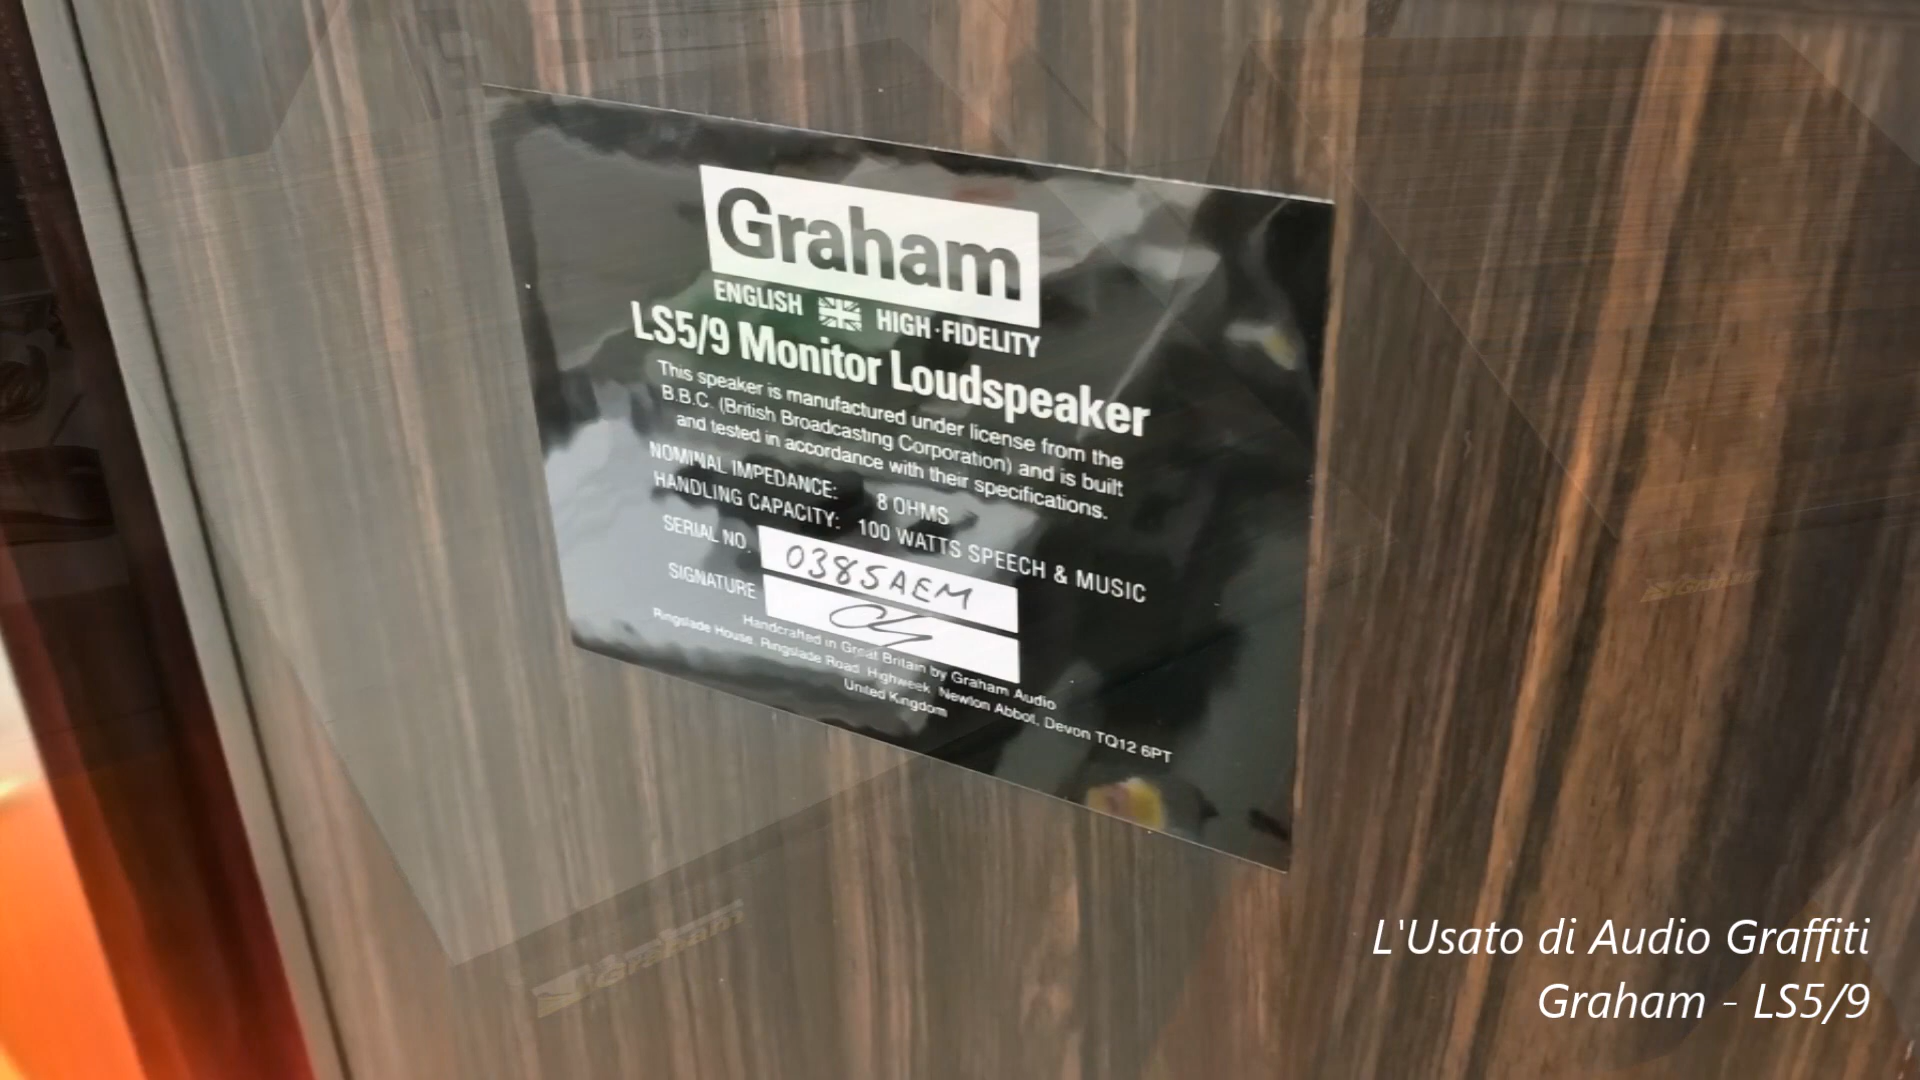 Graham
ENGLISH HIGH·FIDELITY
LS5/9 Monitor Loudspeaker
This speaker is manufactured under license from the
B.B.C. (British Broadcasting Corporation) and is built
and tested in accordance with their specifications.
NOMINAL IMPEDANCE: 8 OHMS
HANDLING CAPACITY: 100 WATTS SPEECH & MUSIC
SERIAL NO. 0385AEM
SIGNATURE
Handcrafted in Great Britain by Graham Audio
Ringslade House, Ringslade Road, Highweek, Newton Abbot, Devon TQ12 6PT
United Kingdom
Graham
Graham
L'Usato di Audio Graffiti
Graham - LS5/9